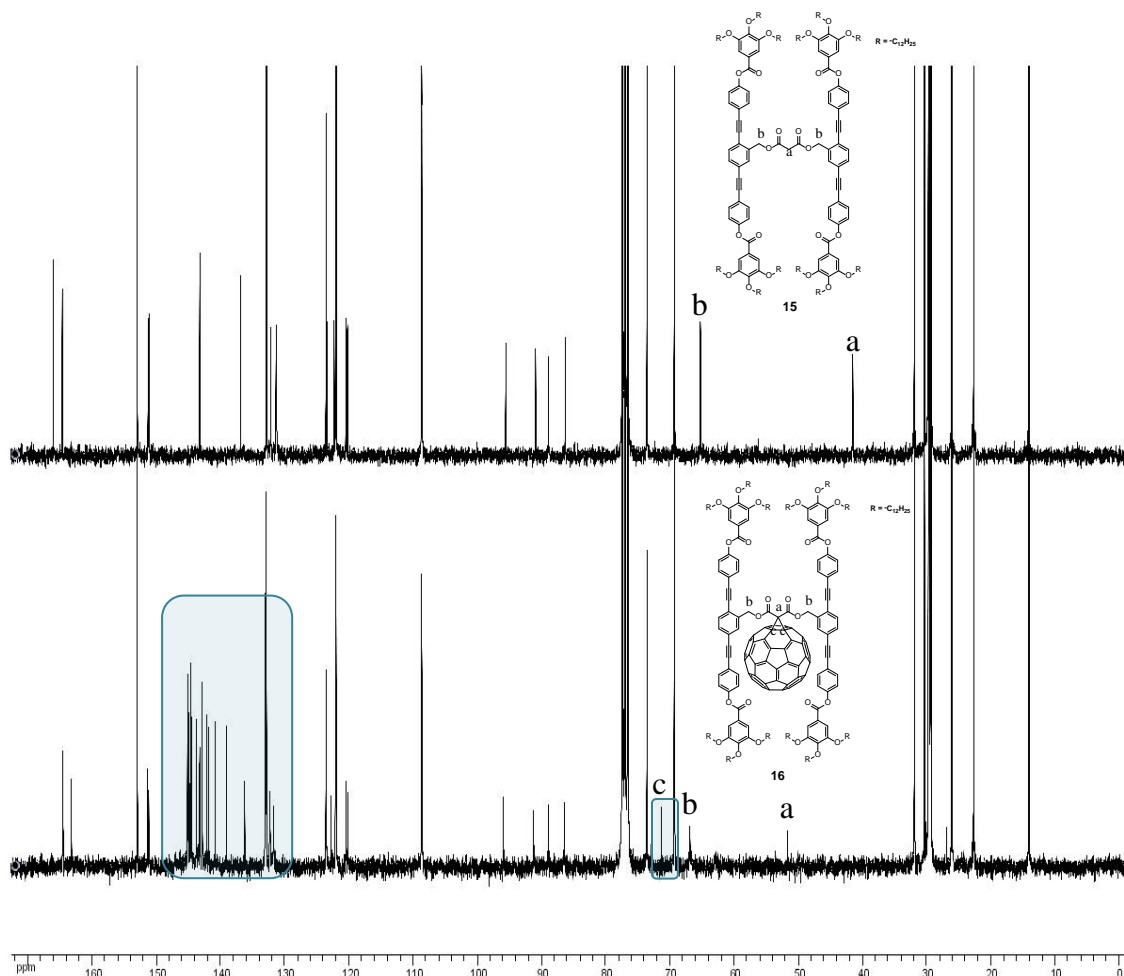 R R
O O
R-O O-R R-O O-R R = -C12H25
O O O O
b O O b
O O
a
O O O O
R R R R
O O O O
O O
R R
15
b
a
R R
O O
R-O O-R R-O O-R R = -C12H25
O O O O
b O a O b
O O
c c
O O O O
R R R R
O O O O
O O
R R
16
c
b
a
ppm 160 150 140 130 120 110 100 90 80 70 60 50 40 30 20 10 0